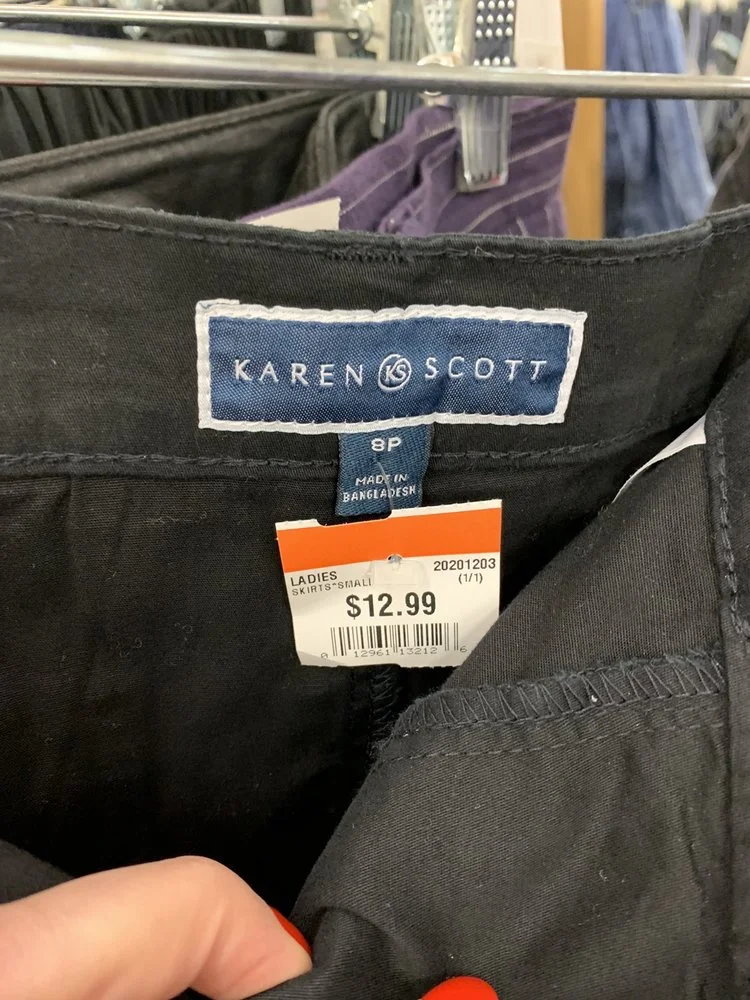 KAREN KS SCOTT
8P
MADE IN
BANGLADESH
LADIES 20201203
SKIRTS*SMALL (1/1)
$12.99
0 12961 13212 6